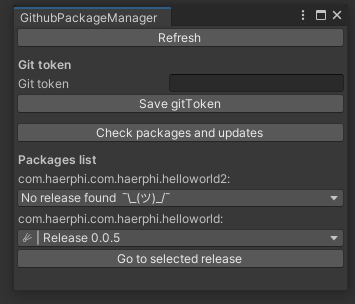 GithubPackageManager
Refresh
Git token
Git token
Save gitToken
Check packages and updates
Packages list
com.haerphi.com.haerphi.helloworld2:
No release found ¯\_(ツ)_/¯
com.haerphi.com.haerphi.helloworld:
| Release 0.0.5
Go to selected release